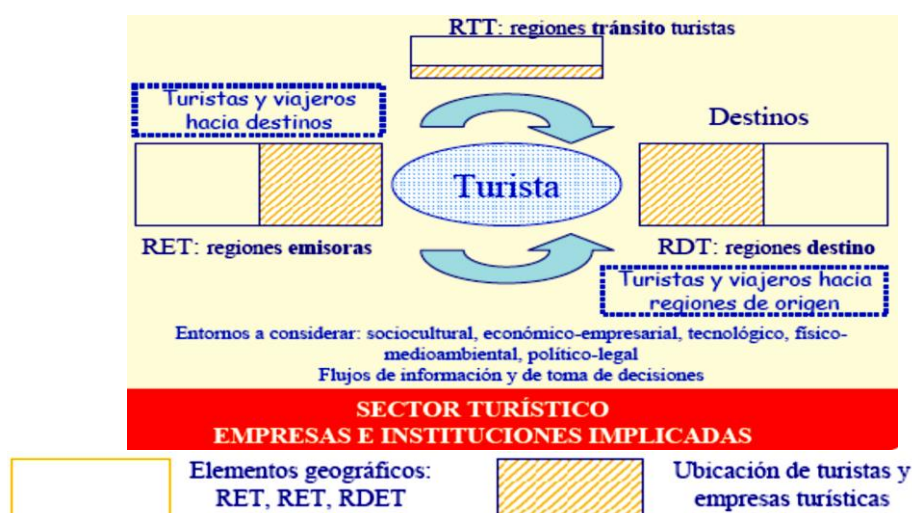 RTT: regiones tránsito turistas
Turistas y viajeros
hacia destinos
Destinos
Turista
RET: regiones emisoras
RDT: regiones destino
Turistas y viajeros hacia
regiones de origen
Entornos a considerar: sociocultural, económico-empresarial, tecnológico, físico-
medioambiental, político-legal
Flujos de información y de toma de decisiones
SECTOR TURÍSTICO
EMPRESAS E INSTITUCIONES IMPLICADAS
Elementos geográficos:
RET, RET, RDET
Ubicación de turistas y
empresas turísticas